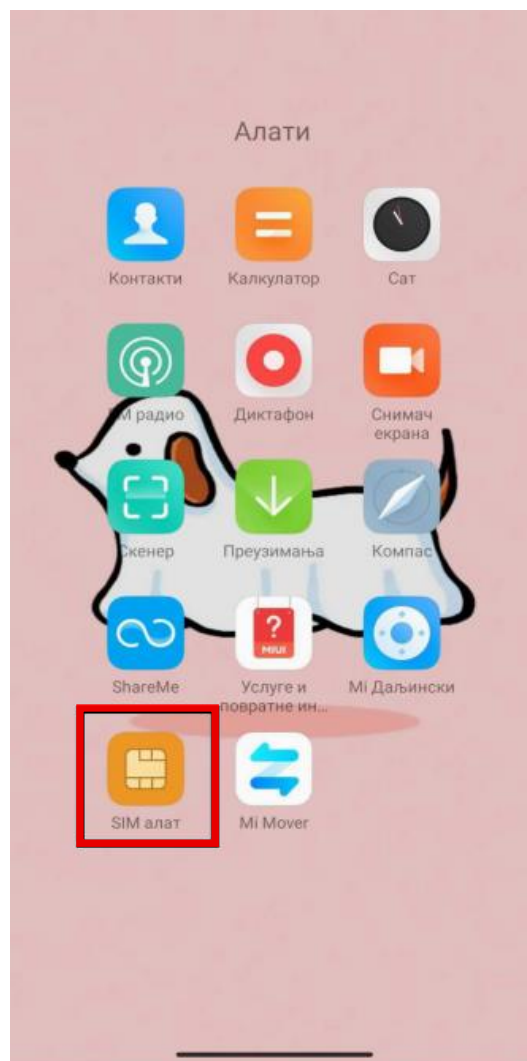 Алати
Контакти
Калкулатор
Сат
FM радио
Диктафон
Снимач
екрана
Скенер
Преузимања
Компас
?
MIUI
ShareMe
Услуге и
повратне ин...
Mi Даљински
SIM алат
Mi Mover